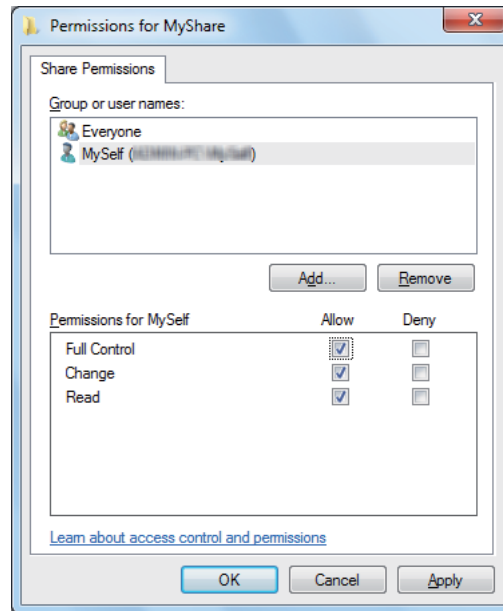 Permissions for MyShare
Share Permissions
Group or user names:
Everyone
MySelf (
Add... Remove
Permissions for MySelf Allow Deny
Full Control
Change
Read
Learn about access control and permissions
OK Cancel Apply